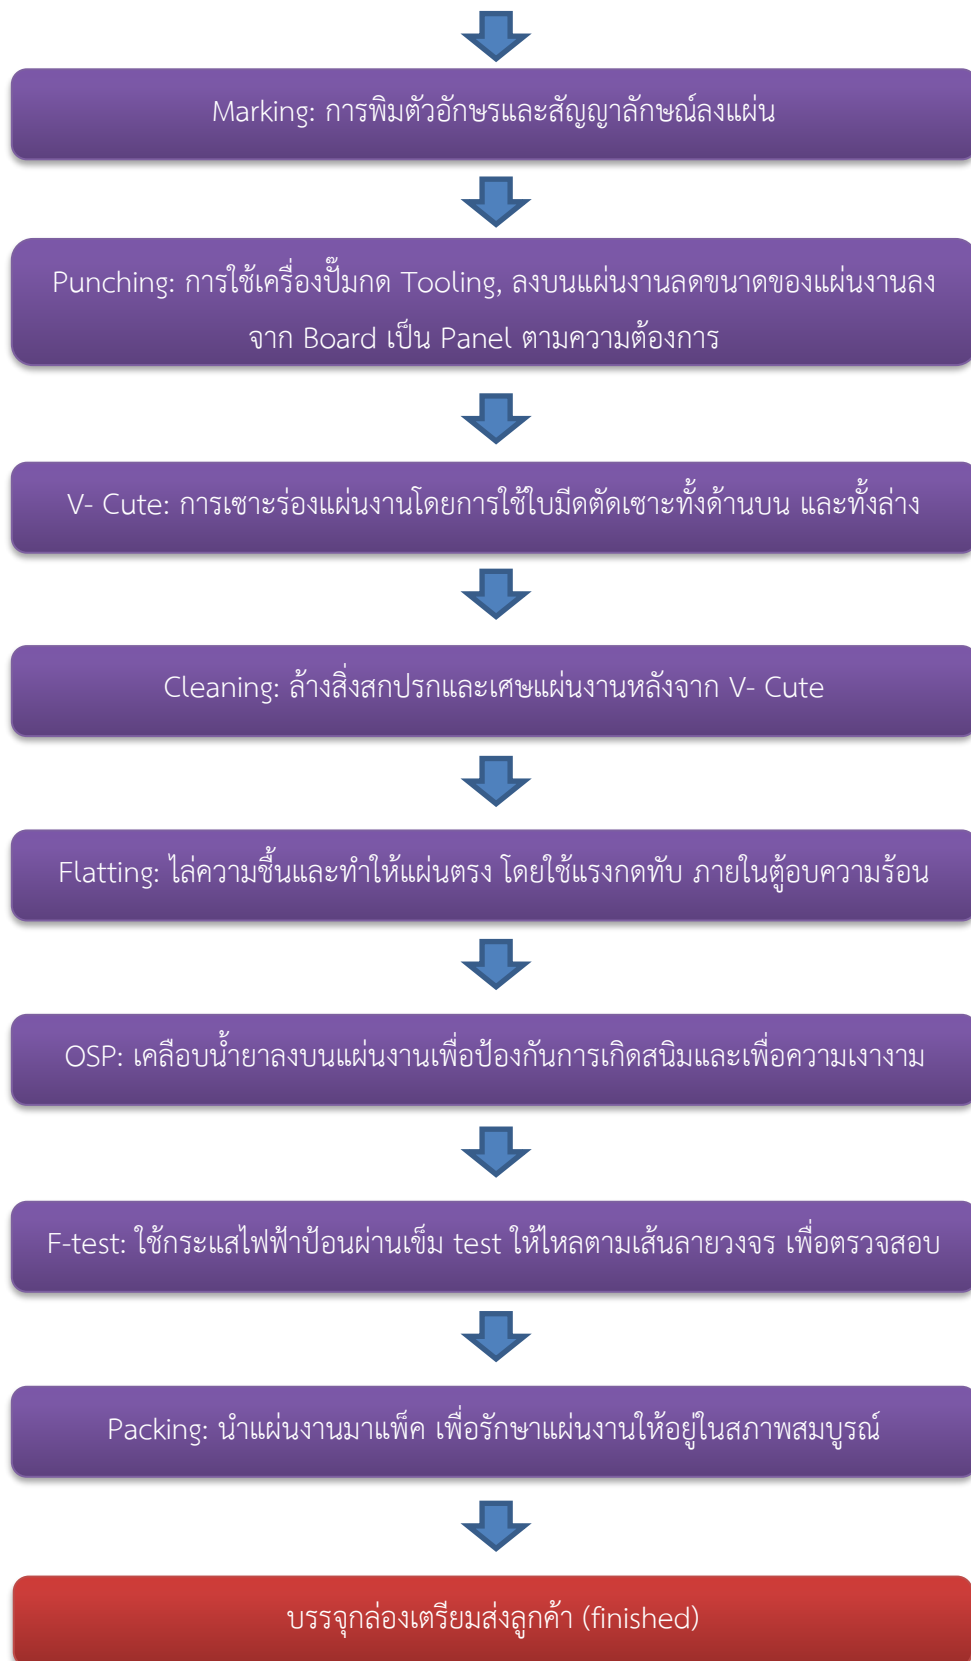 Marking: การพิมตัวอักษรและสัญญาลักษณ์ลงแผ่น
Punching: การใช้เครื่องปั๊มกด Tooling, ลงบนแผ่นงานลดขนาดของแผ่นงานลง
จาก Board เป็น Panel ตามความต้องการ
V- Cute: การเซาะร่องแผ่นงานโดยการใช้ใบมีดตัดเซาะทั้งด้านบน และทั้งล่าง
Cleaning: ล้างสิ่งสกปรกและเศษแผ่นงานหลังจาก V- Cute
Flatting: ไล่ความชื้นและทำให้แผ่นตรง โดยใช้แรงกดทับ ภายในตู้อบความร้อน
OSP: เคลือบน้ำยาลงบนแผ่นงานเพื่อป้องกันการเกิดสนิมและเพื่อความเงางาม
F-test: ใช้กระแสไฟฟ้าป้อนผ่านเข็ม test ให้ไหลตามเส้นลายวงจร เพื่อตรวจสอบ
Packing: นำแผ่นงานมาแพ็ค เพื่อรักษาแผ่นงานให้อยู่ในสภาพสมบูรณ์
บรรจุกล่องเตรียมส่งลูกค้า (finished)